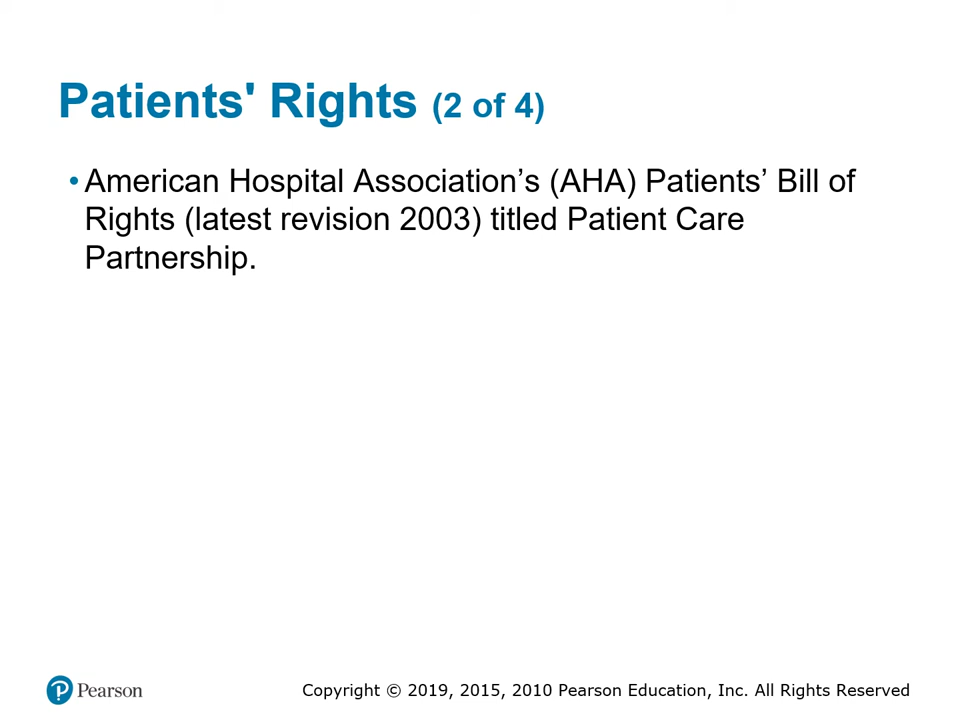 Patients' Rights (2 of 4)
• American Hospital Association’s (AHA) Patients’ Bill of
Rights (latest revision 2003) titled Patient Care
Partnership.
Pearson
Copyright © 2019, 2015, 2010 Pearson Education, Inc. All Rights Reserved